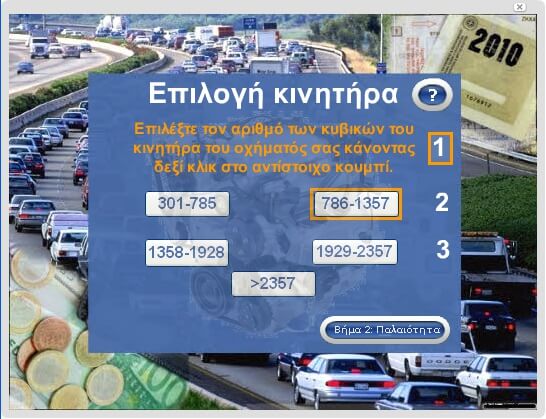 2010
Επιλογή κινητήρα
?
Επιλέξτε τον αριθμό των κυβικών του
κινητήρα του οχήματός σας κάνοντας
δεξί κλικ στο αντίστοιχο κουμπί.
1
301-785
786-1357
2
1358-1928
1929-2357
3
>2357
Βήμα 2: Παλαιότητα